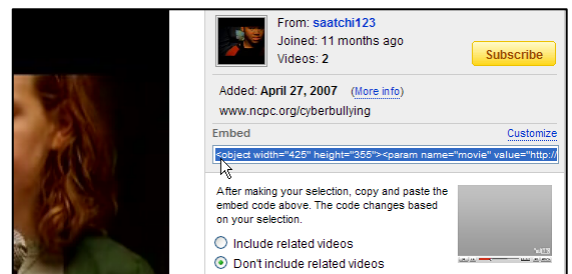 From: saatchi123
Joined: 11 months ago
Videos: 2
Subscribe
Added: April 27, 2007 (More info)
www.ncpc.org/cyberbullying
Embed Customize
<object width="425" height="355"><param name="movie" value="http://
After making your selection, copy and paste the
embed code above. The code changes based
on your selection.
Include related videos
Don't include related videos